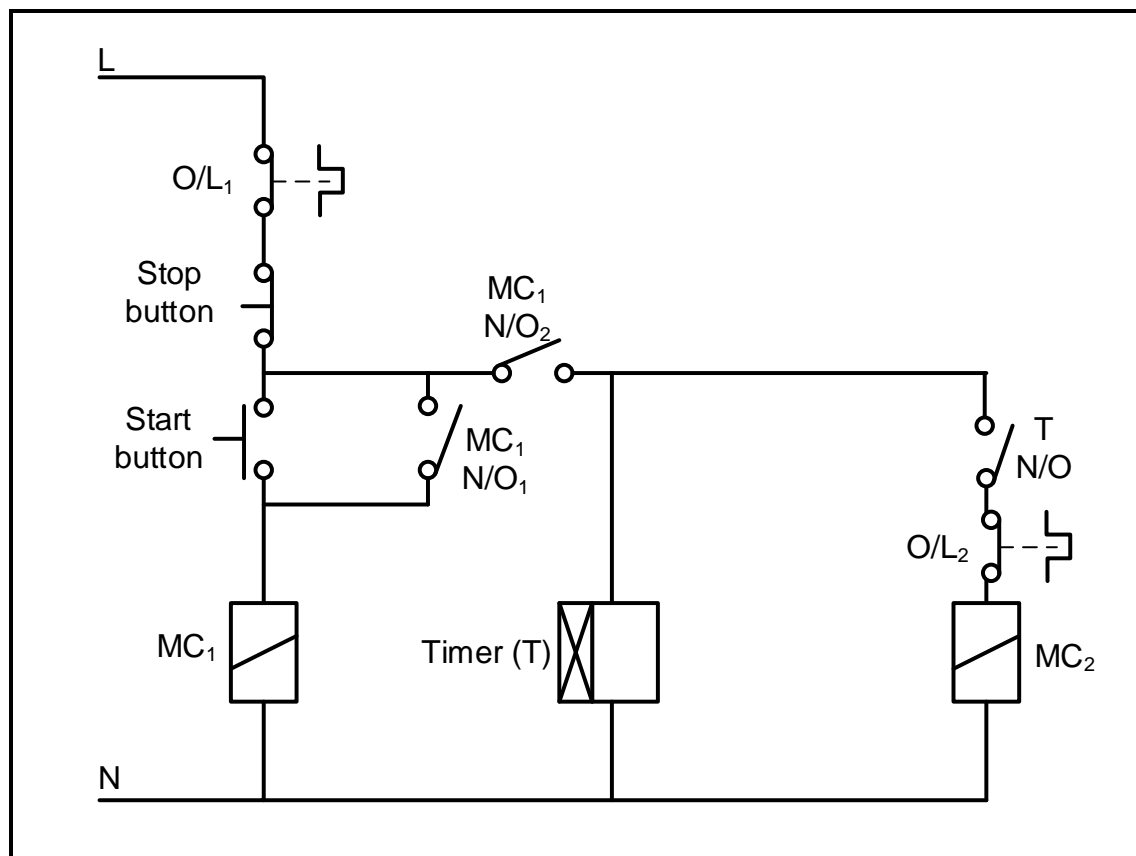 L
O/L₁
Stop
button
MC₁
N/O₂
Start
button
MC₁
N/O₁
T
N/O
O/L₂
MC₁
Timer (T)
MC₂
N